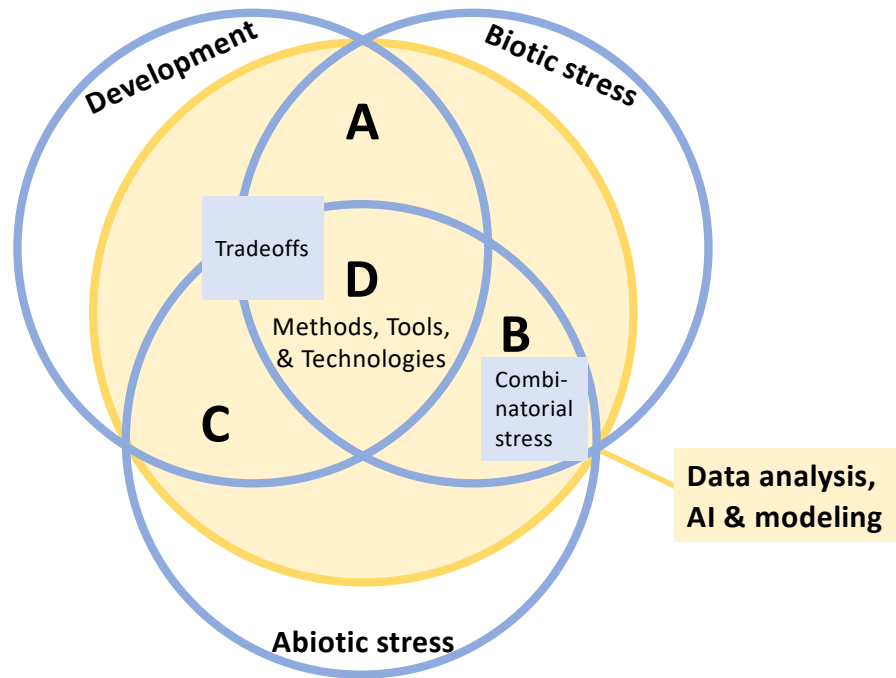 Development
Biotic stress
A
Tradeoffs
D
Methods, Tools,
& Technologies
B
Combi-
natorial
stress
C
Data analysis,
AI & modeling
Abiotic stress